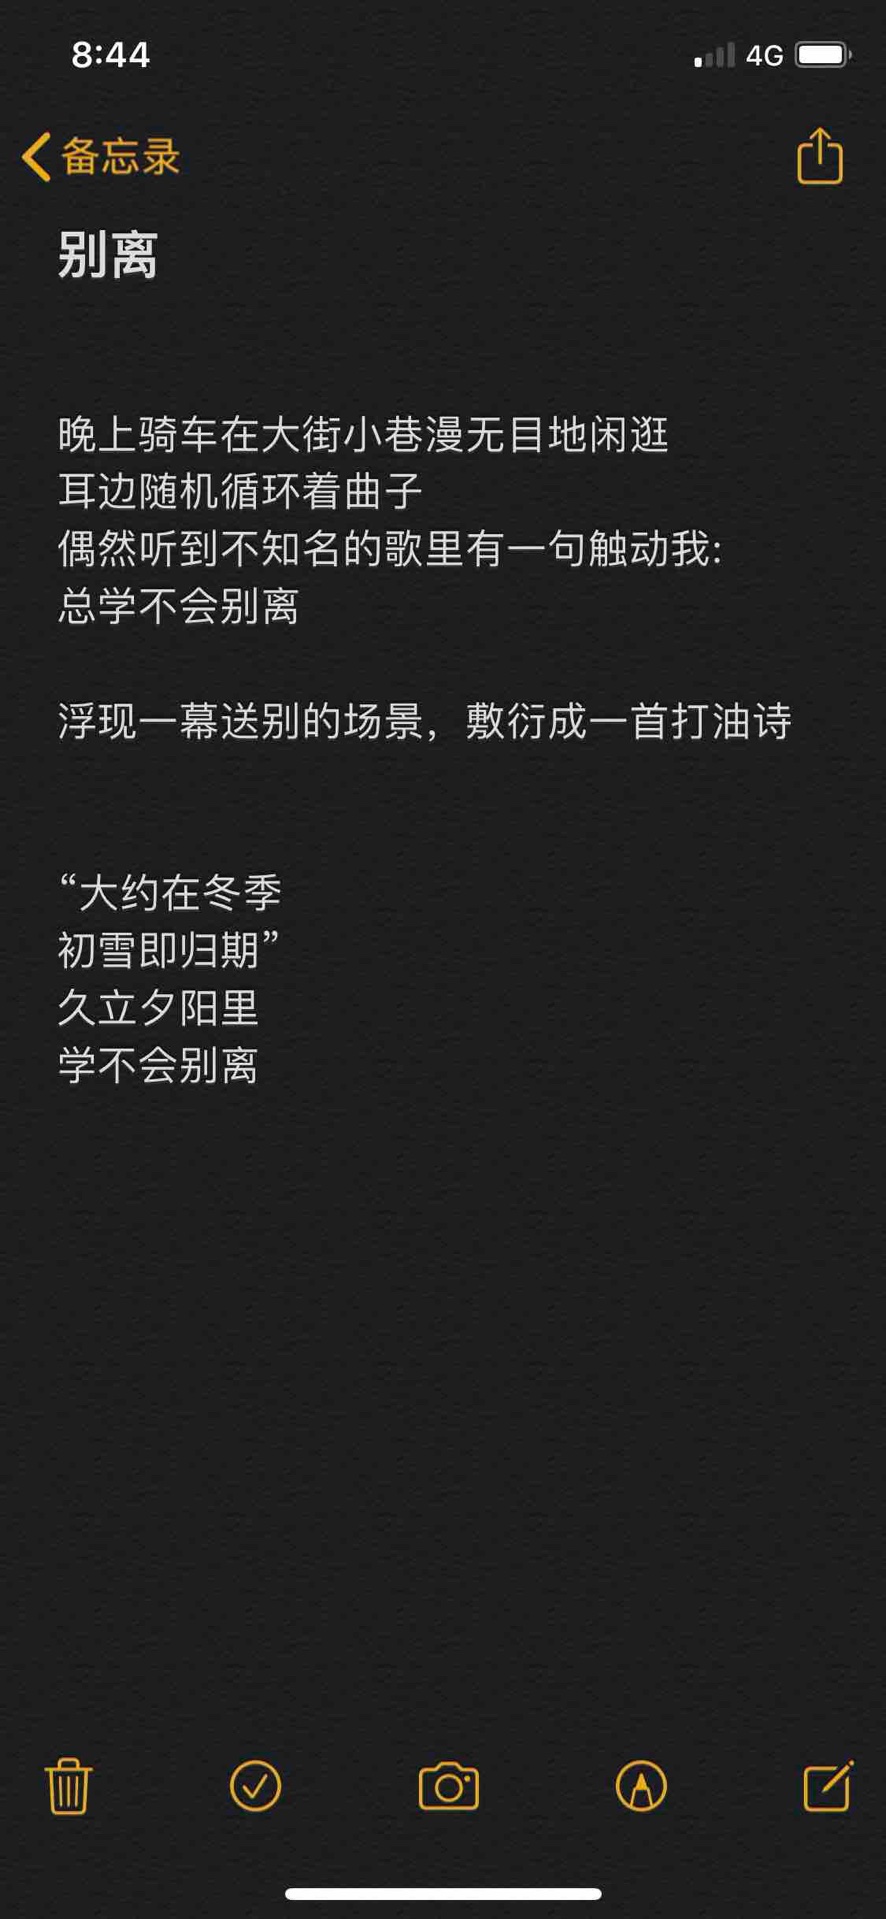 8:44
4G
备忘录
别离
晚上骑车在大街小巷漫无目地闲逛
耳边随机循环着曲子
偶然听到不知名的歌里有一句触动我:
总学不会别离
浮现一幕送别的场景，敷衍成一首打油诗
“大约在冬季
初雪即归期”
久立夕阳里
学不会别离